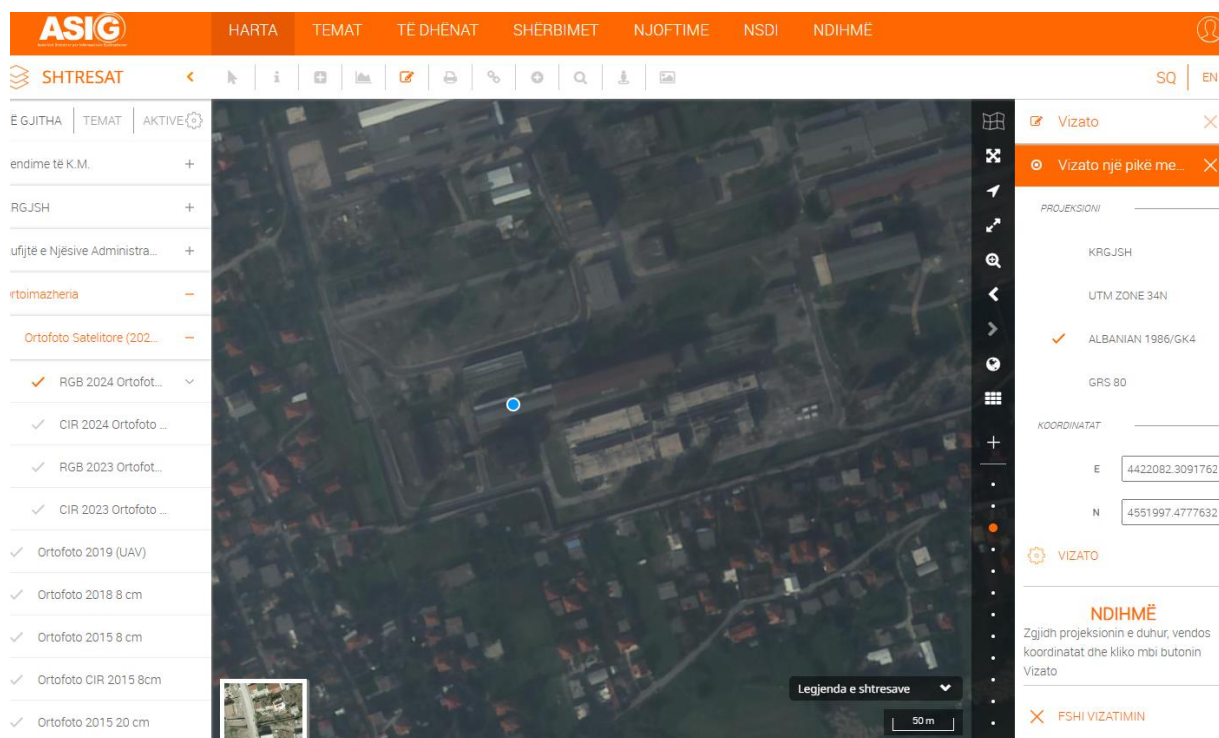 ASIG
HARTA TEMAT TË DHËNAT SHËRBIMET NJOFTIME NSDI NDIHMË
SHTRESAT
SQ EN
Ë GJITHA TEMAT AKTIVE
endime të K.M.
RGJSH
ufijtë e Njësive Administra...
rtoimazheria
Ortofoto Satelitore (202...
RGB 2024 Ortofot...
CIR 2024 Ortofoto ...
RGB 2023 Ortofot...
CIR 2023 Ortofoto ...
Ortofoto 2019 (UAV)
Ortofoto 2018 8 cm
Ortofoto 2015 8 cm
Ortofoto CIR 2015 8cm
Ortofoto 2015 20 cm
Legjenda e shtresave
50 m
Vizato
Vizato një pikë me...
PROJEKSIONI
KRGJSH
UTM ZONE 34N
ALBANIAN 1986/GK4
GRS 80
KOORDINATAT
E 4422082.3091762
N 4551997.4777632
VIZATO
NDIHMË
Zgjidh projeksionin e duhur, vendos
koordinatat dhe kliko mbi butonin
Vizato
FSHI VIZATIMIN